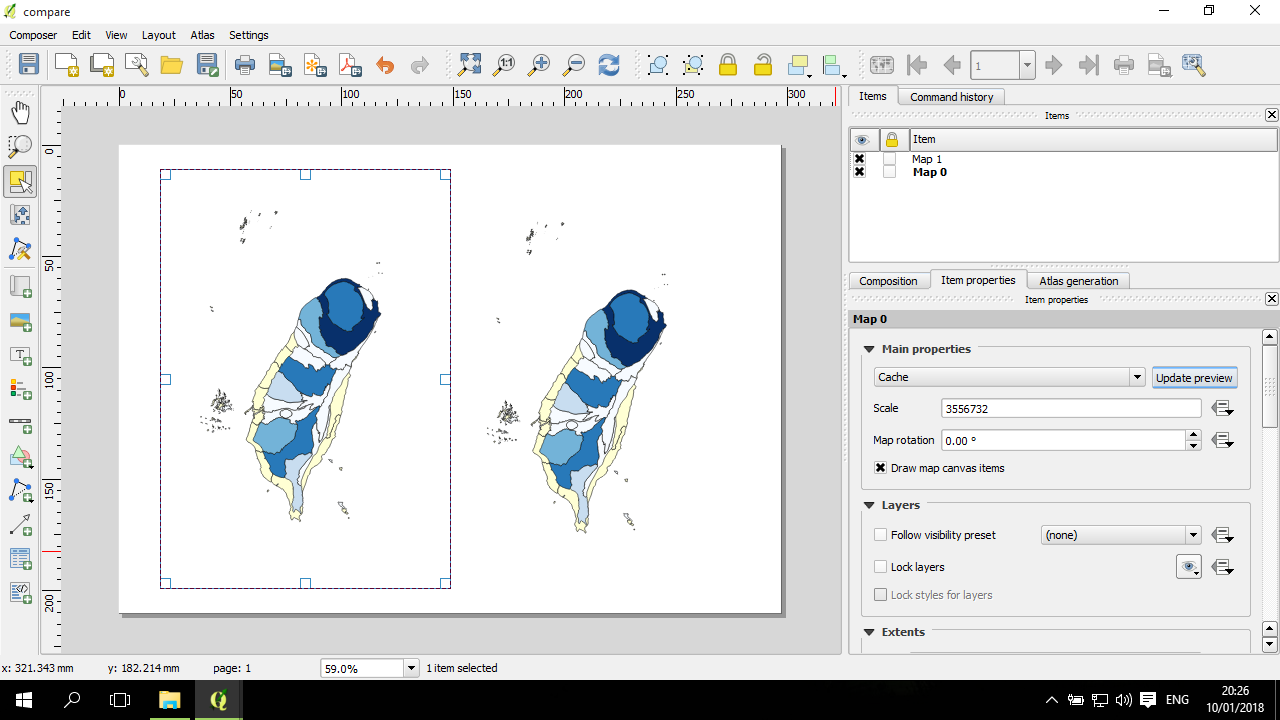 compare
Composer Edit View Layout Atlas Settings
1:1
1
0 50 100 150 200 250 300
0
50
100
150
200
T
Items Command history
Items
Item
Map 1
Map 0
Composition Item properties Atlas generation
Item properties
Map 0
Main properties
Cache Update preview
Scale 3556732
Map rotation 0.00 °
Draw map canvas items
Layers
Follow visibility preset (none)
Lock layers
Lock styles for layers
Extents
x: 321.343 mm y: 182.214 mm page: 1 59.0% 1 item selected
ENG
20:26
10/01/2018